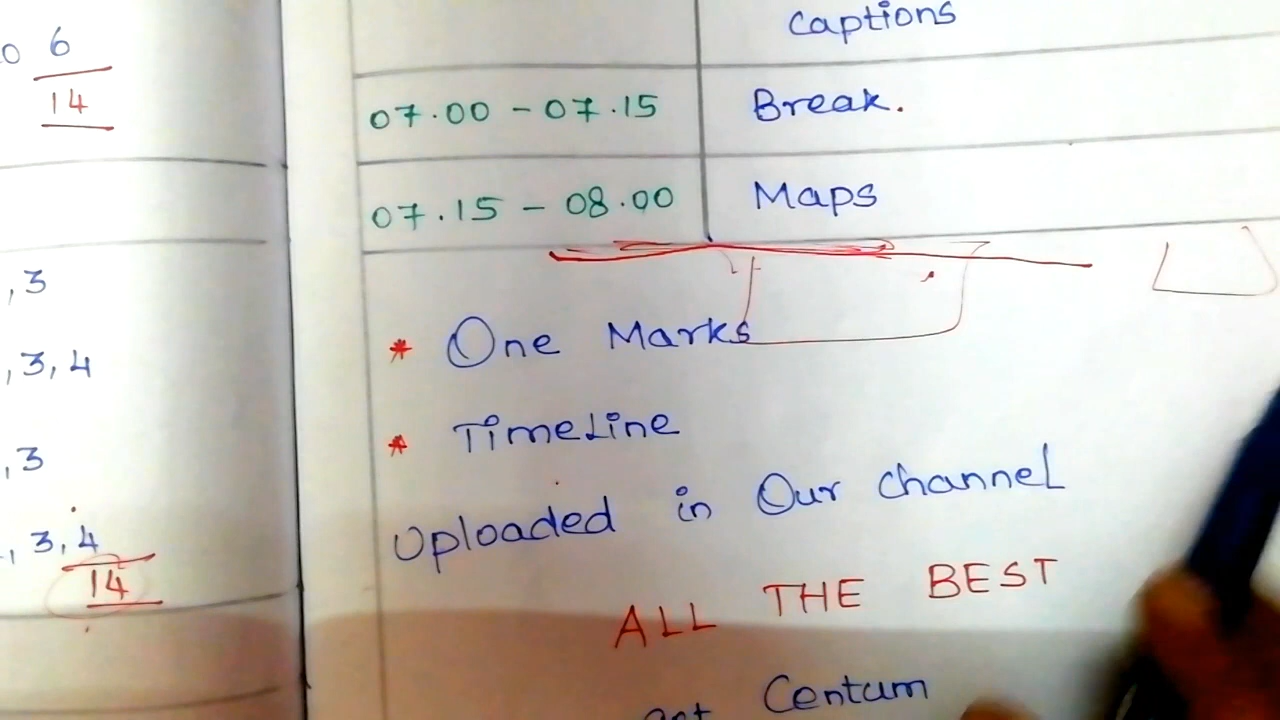 0 6
14
, 3
, 3, 4
, 3
, 3, 4
14
Captions
07.00 - 07.15 Break.
07.15 - 08.00 Maps
* One Marks
* Timeline
Uploaded in Our channel
ALL THE BEST
Centum